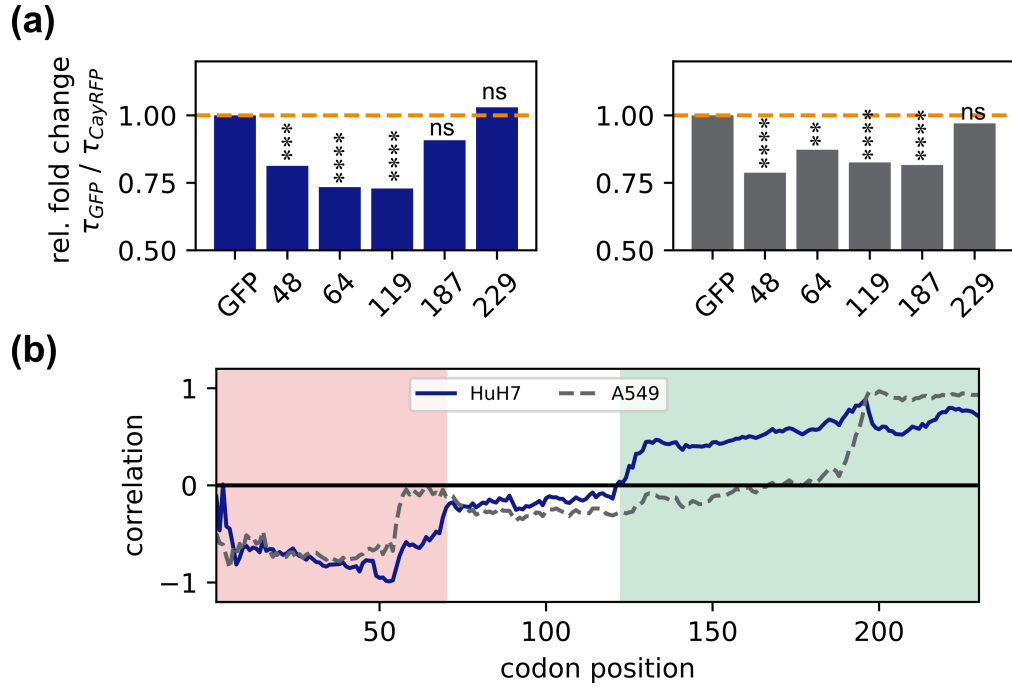 (a)
rel. fold change
τGFP / τCayRFP
1.00
0.75
0.50
***
****
****
ns
ns
GFP
48
64
119
187
229
1.00
0.75
0.50
****
**
****
****
ns
GFP
48
64
119
187
229
(b)
correlation
1
0
−1
HuH7
A549
50
100
150
200
codon position